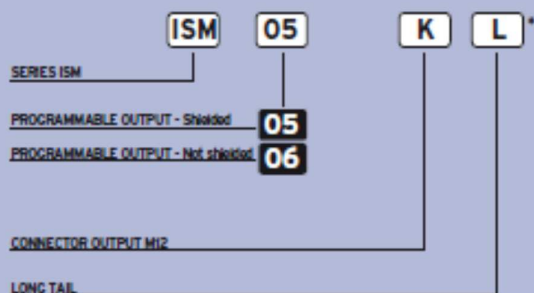 ISM 05 K L*
SERIES ISM
PROGRAMMABLE OUTPUT - Shielded 05
PROGRAMMABLE OUTPUT - Not shielded 06
CONNECTOR OUTPUT M12
LONG TAIL